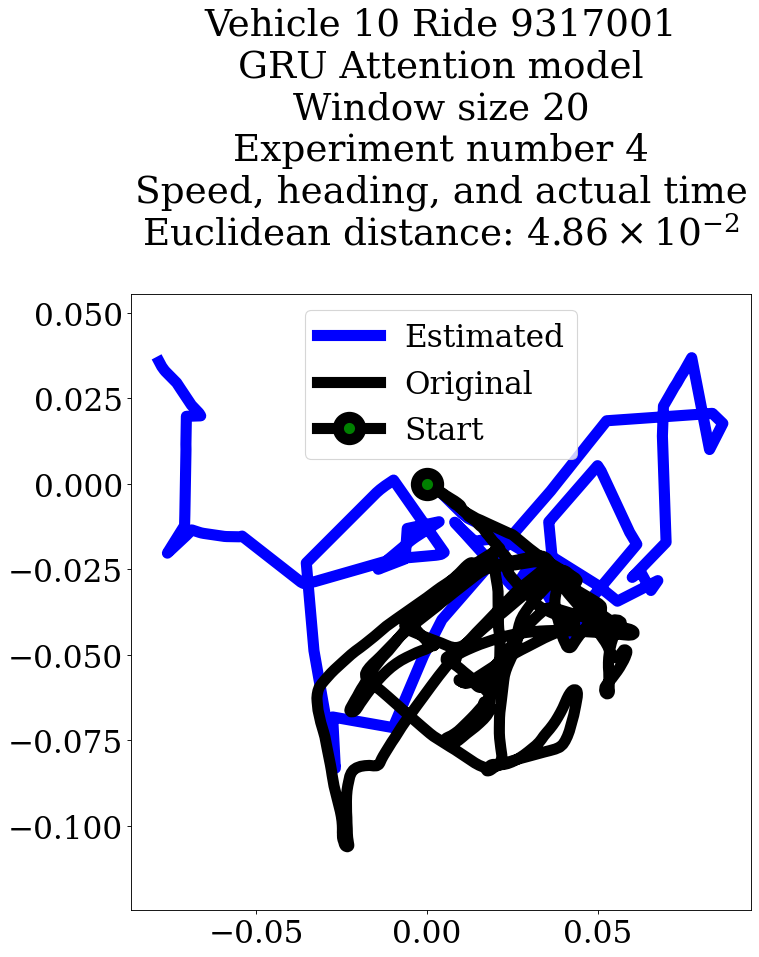 Vehicle 10 Ride 9317001
GRU Attention model
Window size 20
Experiment number 4
Speed, heading, and actual time
Euclidean distance: 4.86 × 10⁻²
Estimated
Original
Start
0.050
0.025
0.000
−0.025
−0.050
−0.075
−0.100
−0.05 0.00 0.05